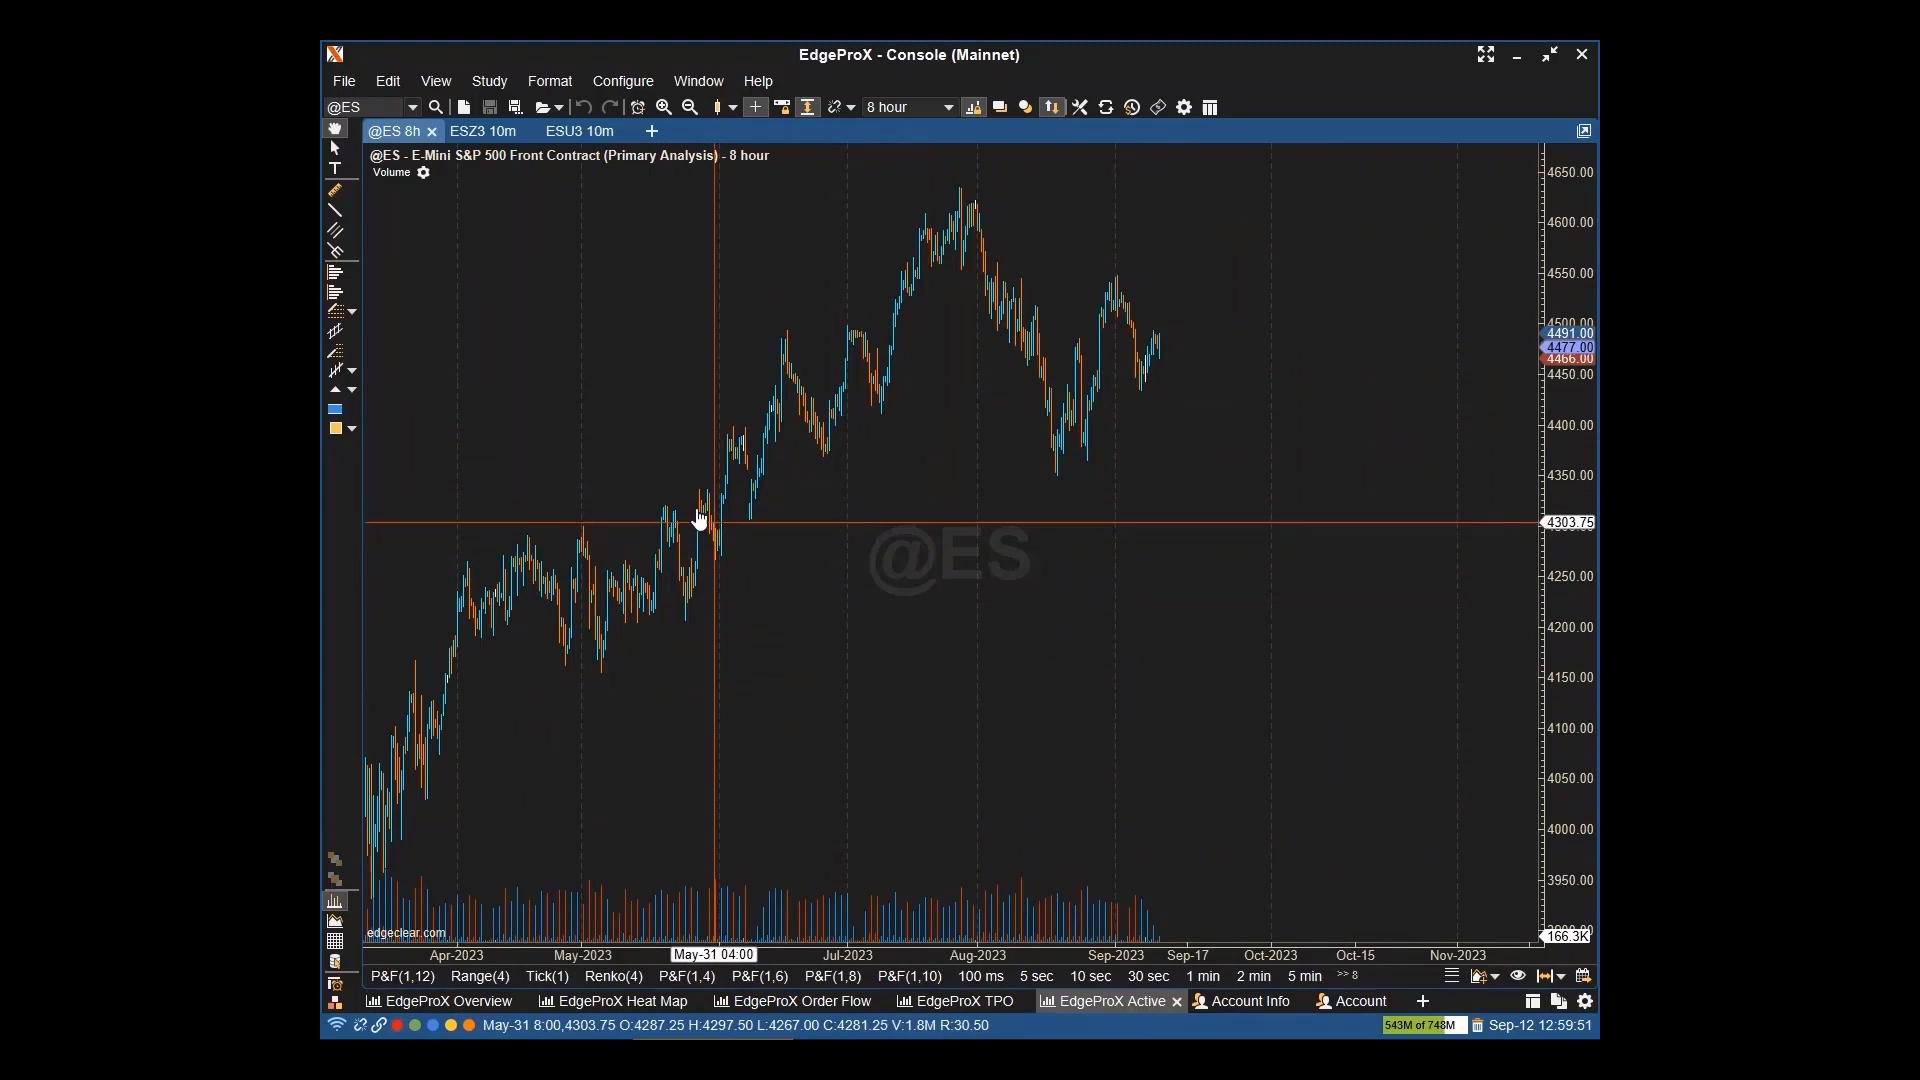 EdgeProX - Console (Mainnet)
File Edit View Study Format Configure Window Help
@ES 8 hour
@ES 8h ESZ3 10m ESU3 10m
@ES - E-Mini S&P 500 Front Contract (Primary Analysis) - 8 hour
Volume
4650.00
4600.00
4550.00
4500.00
4491.00
4477.00
4466.00
4450.00
4400.00
4350.00
4303.75
@ES
4250.00
4200.00
4150.00
4100.00
4050.00
4000.00
3950.00
edgeclear.com
166.3K
Apr-2023 May-2023 May-31 04:00 Jul-2023 Aug-2023 Sep-2023 Sep-17 Oct-2023 Oct-15 Nov-2023
P&F(1,12) Range(4) Tick(1) Renko(4) P&F(1,4) P&F(1,6) P&F(1,8) P&F(1,10) 100 ms 5 sec 10 sec 30 sec 1 min 2 min 5 min >> 8
EdgeProX Overview EdgeProX Heat Map EdgeProX Order Flow EdgeProX TPO EdgeProX Active Account Info Account
May-31 8:00,4303.75 O:4287.25 H:4297.50 L:4267.00 C:4281.25 V:1.8M R:30.50 543M of 748M Sep-12 12:59:51